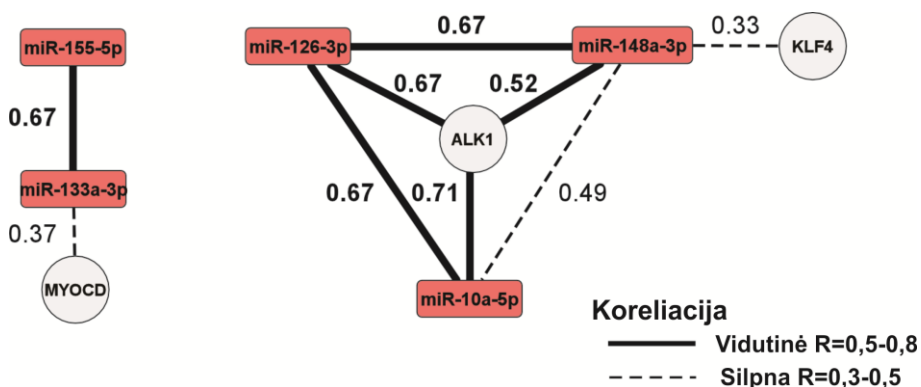 miR-155-5p
0.67
miR-133a-3p
0.37
MYOCD
miR-126-3p
0.67
miR-148a-3p
0.33
KLF4
0.67
0.52
ALK1
0.67
0.71
0.49
miR-10a-5p
Koreliacija
Vidutinė R=0,5-0,8
Silpna R=0,3-0,5